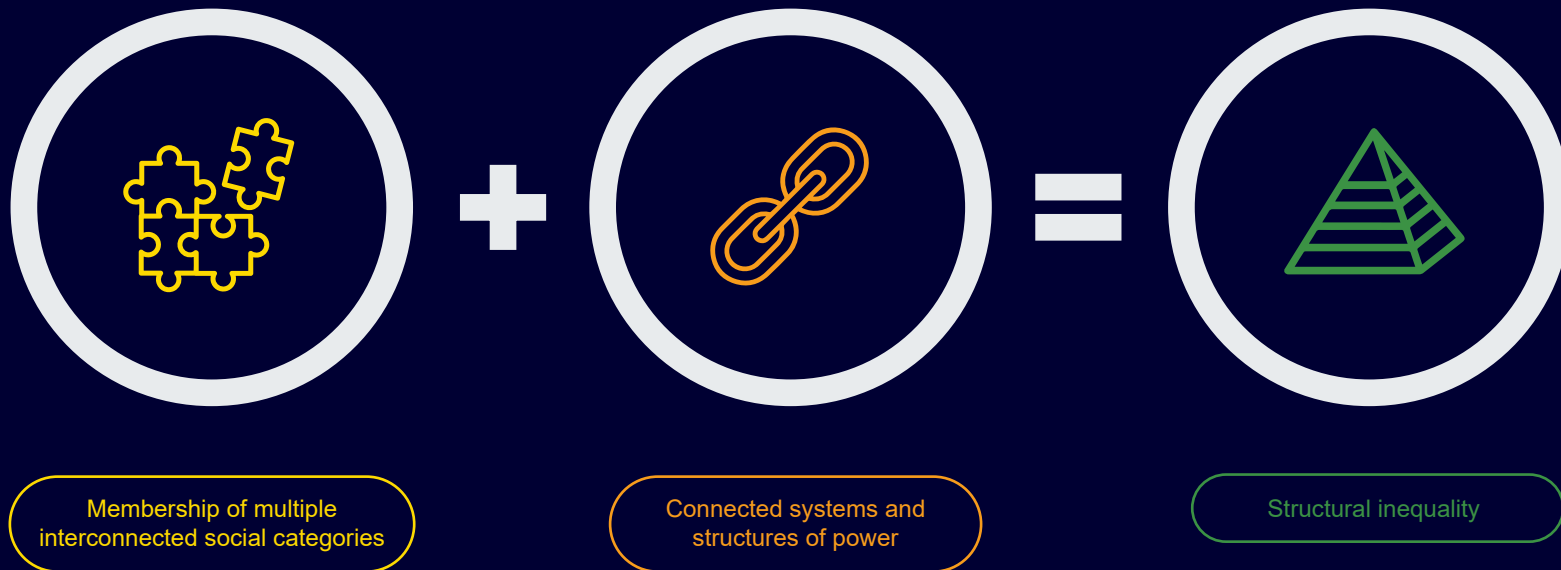 Membership of multiple
interconnected social categories
Connected systems and
structures of power
Structural inequality